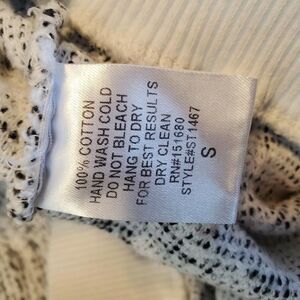 100% COTTON
HAND WASH COLD
DO NOT BLEACH
HANG TO DRY
FOR BEST RESULTS
DRY CLEAN
RN#151680
STYLE#ST1467
S